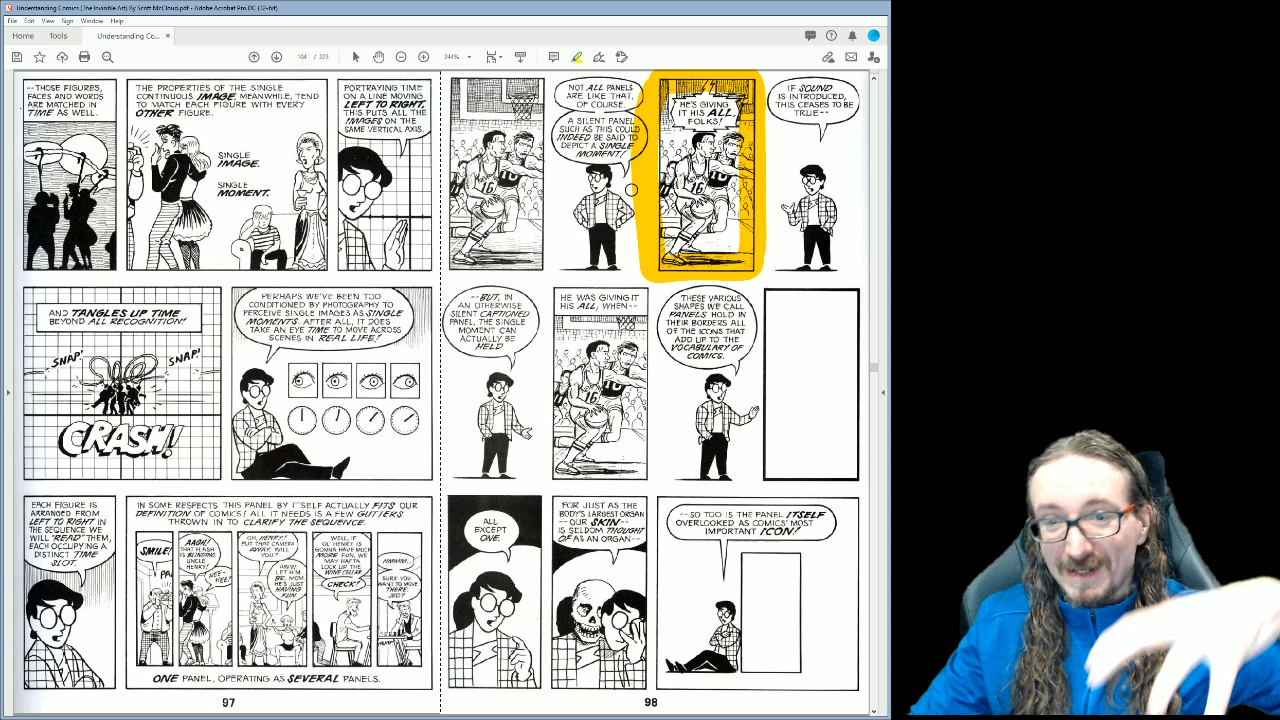 Understanding Comics (The Invisible Art) By Scott McCloud.pdf - Adobe Acrobat Pro DC (32-bit)
File Edit View Sign Window Help
Home Tools Understanding Co... ×
104 / 223
244%
--THOSE FIGURES,
FACES AND WORDS
ARE MATCHED IN
TIME AS WELL.
THE PROPERTIES OF THE SINGLE
CONTINUOUS IMAGE, MEANWHILE, TEND
TO MATCH EACH FIGURE WITH EVERY
OTHER FIGURE.
SINGLE
IMAGE.
SINGLE
MOMENT.
PORTRAYING TIME
ON A LINE MOVING
LEFT TO RIGHT,
THIS PUTS ALL THE
IMAGES ON THE
SAME VERTICAL AXIS.
AND TANGLES UP TIME
BEYOND ALL RECOGNITION!
SNAP!
SNAP!
CRASH!
PERHAPS WE'VE BEEN TOO
CONDITIONED BY PHOTOGRAPHY TO
PERCEIVE SINGLE IMAGES AS SINGLE
MOMENTS. AFTER ALL, IT DOES
TAKE AN EYE TIME TO MOVE ACROSS
SCENES IN REAL LIFE!
EACH FIGURE IS
ARRANGED FROM
LEFT TO RIGHT IN
THE SEQUENCE WE
WILL "READ" THEM,
EACH OCCUPYING A
DISTINCT TIME
SLOT.
IN SOME RESPECTS THIS PANEL BY ITSELF ACTUALLY FITS OUR
DEFINITION OF COMICS! ALL IT NEEDS IS A FEW GUTTERS
THROWN IN TO CLARIFY THE SEQUENCE.
SMILE!
AAGH!
THAT FLASH
IS BLINDING,
UNCLE
HENRY!
HEE-
HEE!
OH, HENRY!
PUT THAT CAMERA
AWAY, WILL
YOU?
AWW,
LET HIM
BE, MOM.
HE'S JUST
HAVING
FUN.
WELL, IF
OL' HENRY IS
GONNA HAVE MUCH
MORE FUN, WE
MAY HAFTA
LOCK UP THE
WINE CELLAR.
CHECK!
HMMM...
SURE YOU
WANT TO MOVE
THERE,
JED?
ONE PANEL, OPERATING AS SEVERAL PANELS.
97
NOT ALL PANELS
ARE LIKE THAT,
OF COURSE.
A SILENT PANEL
SUCH AS THIS COULD
INDEED BE SAID TO
DEPICT A SINGLE
MOMENT!
HE'S GIVING
IT HIS ALL
FOLKS!
16
IF SOUND
IS INTRODUCED,
THIS CEASES TO BE
TRUE--
--BUT, IN
AN OTHERWISE
SILENT CAPTIONED
PANEL, THE SINGLE
MOMENT CAN
ACTUALLY BE
HELD.
HE WAS GIVING IT
HIS ALL, WHEN--
THESE VARIOUS
SHAPES WE CALL
PANELS HOLD IN
THEIR BORDERS ALL
OF THE ICONS THAT
ADD UP TO THE
VOCABULARY OF
COMICS.
ALL
EXCEPT
ONE.
FOR JUST AS THE
BODY'S LARGEST ORGAN
--OUR SKIN--
IS SELDOM THOUGHT
OF AS AN ORGAN--
--SO TOO IS THE PANEL ITSELF
OVERLOOKED AS COMICS' MOST
IMPORTANT ICON!
98